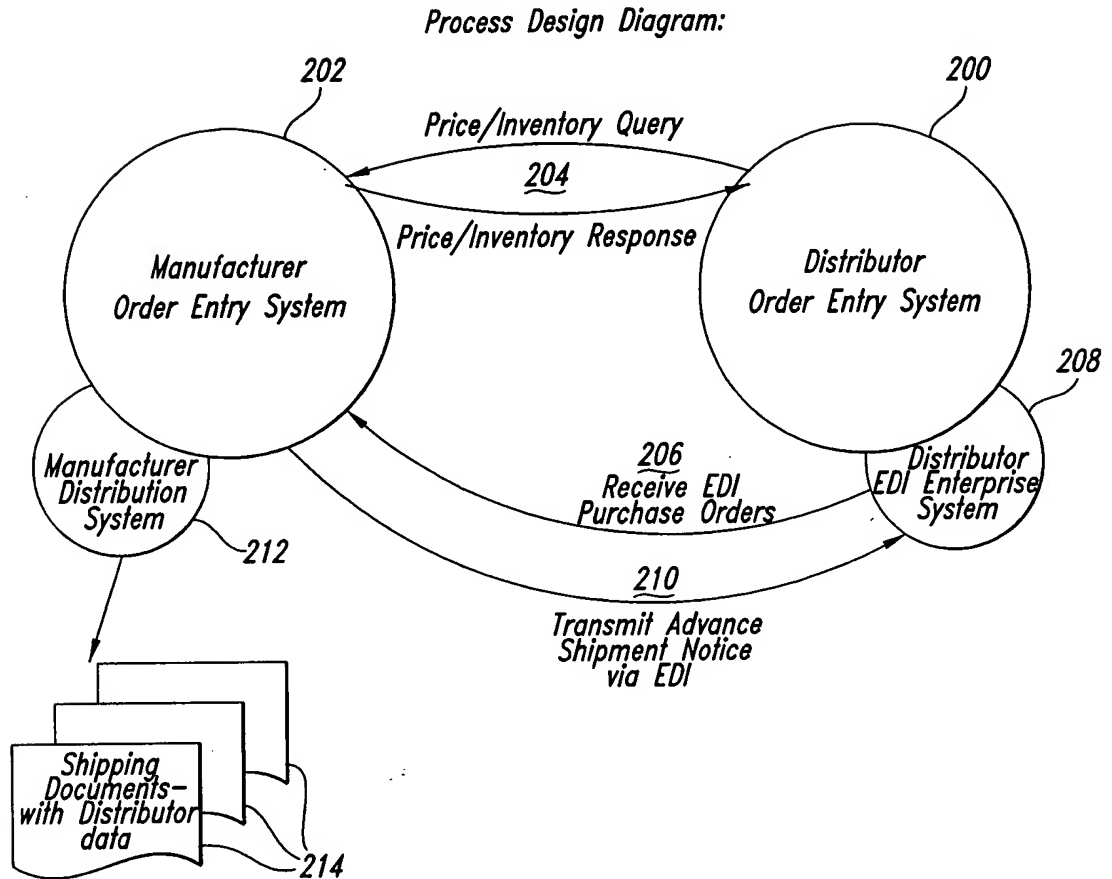 Process Design Diagram:
202
200
Price/Inventory Query
204
Price/Inventory Response
Manufacturer
Order Entry System
Distributor
Order Entry System
208
Manufacturer
Distribution
System
212
206
Receive EDI
Purchase Orders
Distributor
EDI Enterprise
System
210
Transmit Advance
Shipment Notice
via EDI
Shipping
Documents–
with Distributor
data
214